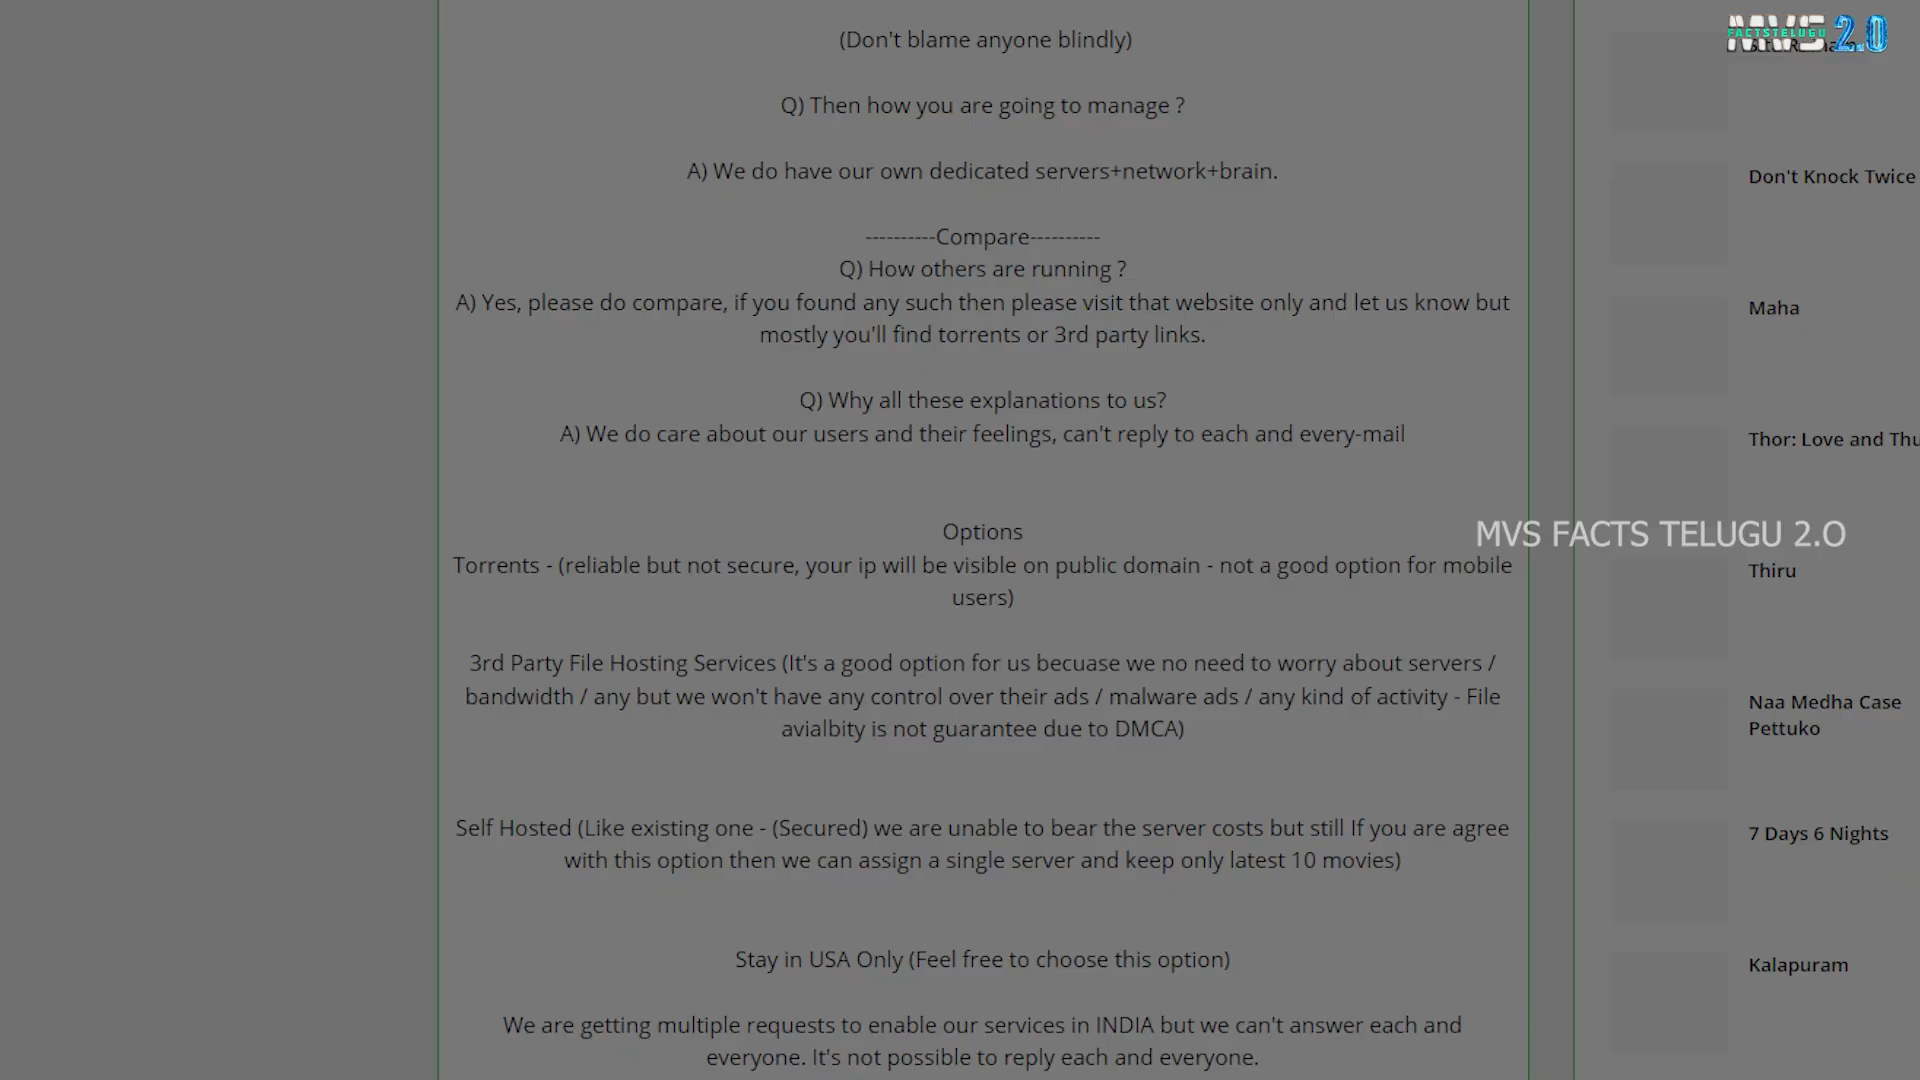 MVS 2.0
FACTSTELUGU
(Don't blame anyone blindly)
Q) Then how you are going to manage ?
A) We do have our own dedicated servers+network+brain.
----------Compare----------
Q) How others are running ?
A) Yes, please do compare, if you found any such then please visit that website only and let us know but
mostly you'll find torrents or 3rd party links.
Q) Why all these explanations to us?
A) We do care about our users and their feelings, can't reply to each and every-mail
Options
Torrents - (reliable but not secure, your ip will be visible on public domain - not a good option for mobile
users)
3rd Party File Hosting Services (It's a good option for us becuase we no need to worry about servers /
bandwidth / any but we won't have any control over their ads / malware ads / any kind of activity - File
avialbity is not guarantee due to DMCA)
Self Hosted (Like existing one - (Secured) we are unable to bear the server costs but still If you are agree
with this option then we can assign a single server and keep only latest 10 movies)
Stay in USA Only (Feel free to choose this option)
We are getting multiple requests to enable our services in INDIA but we can't answer each and
everyone. It's not possible to reply each and everyone.
Don't Knock Twice
Maha
Thor: Love and Thu
MVS FACTS TELUGU 2.O
Thiru
Naa Medha Case
Pettuko
7 Days 6 Nights
Kalapuram